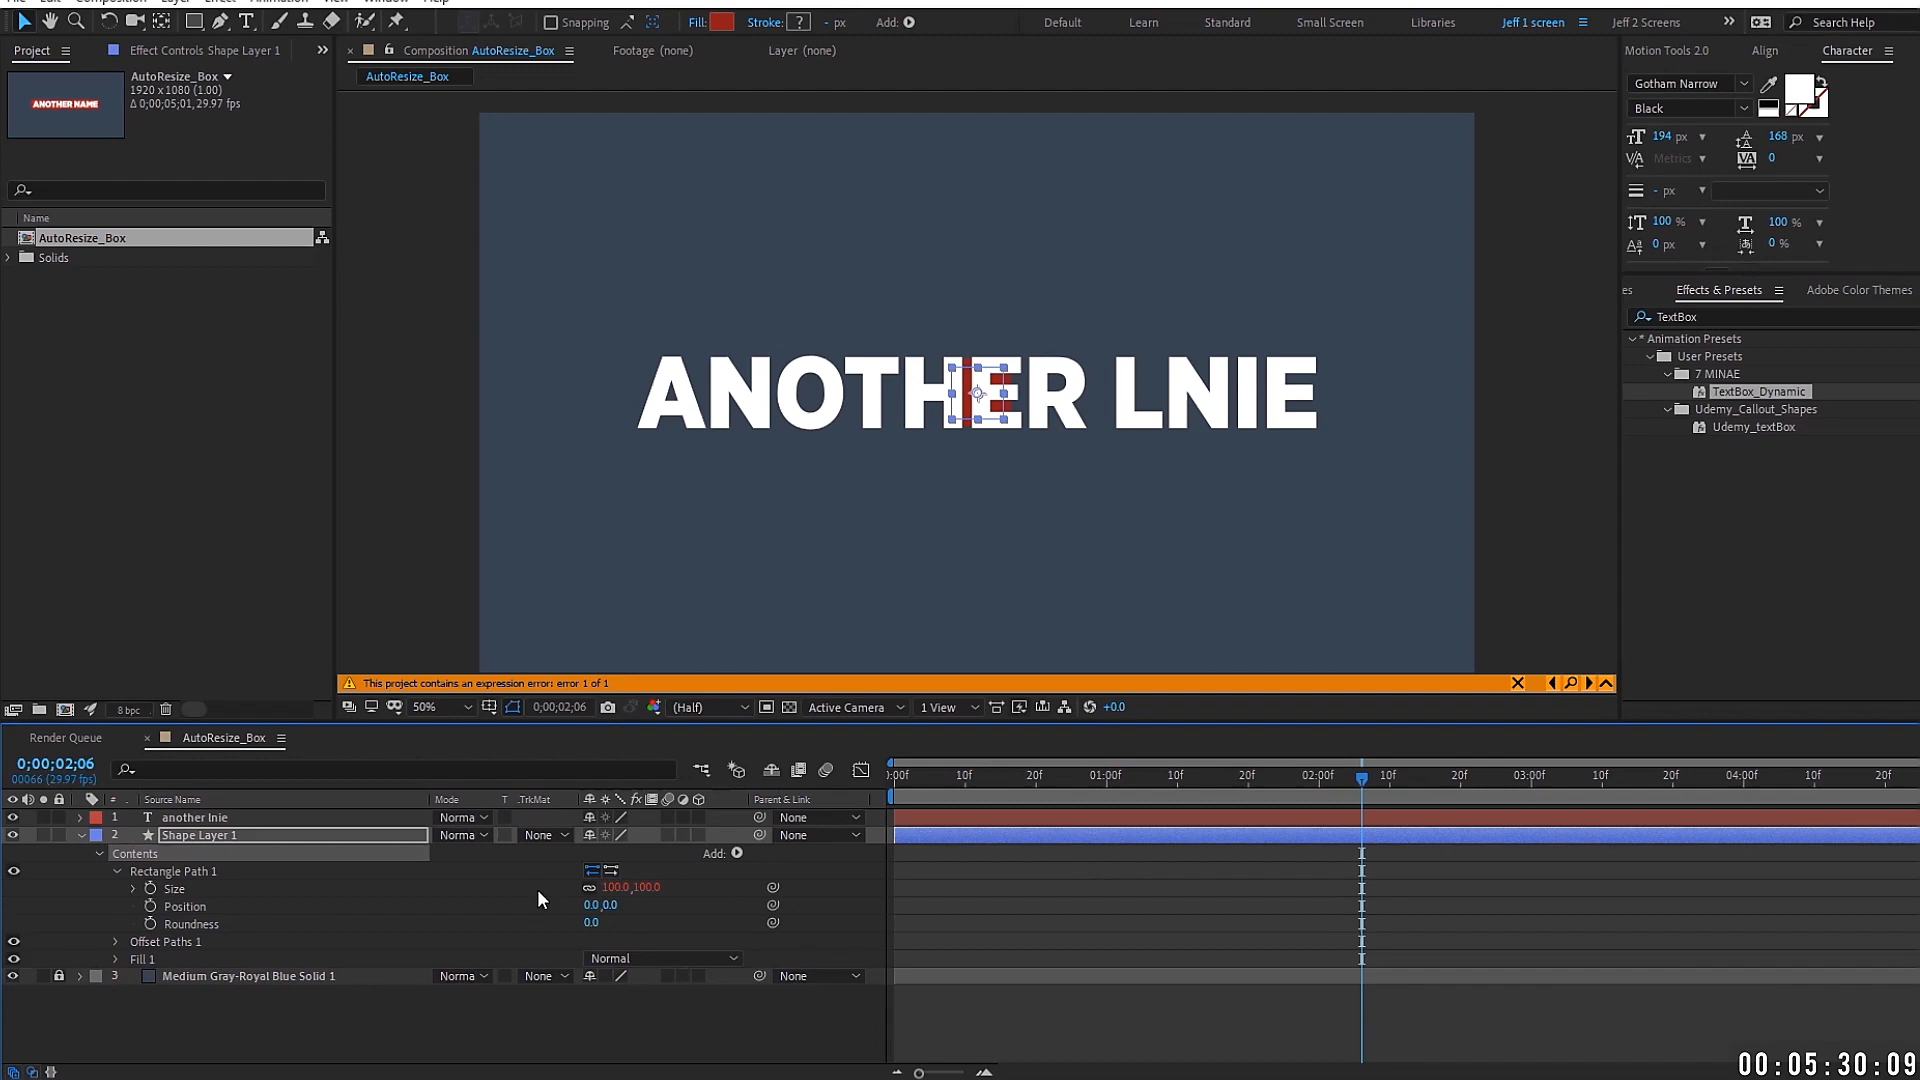 Snapping
Fill:
Stroke:
?
- px
Add:
Default
Learn
Standard
Small Screen
Libraries
Jeff 1 screen
Jeff 2 Screens
Search Help
Project
Effect Controls Shape Layer 1
Composition AutoResize_Box
Footage (none)
Layer (none)
Motion Tools 2.0
Align
Character
AutoResize_Box
1920 x 1080 (1.00)
Δ 0;00;05;01, 29.97 fps
ANOTHER NAME
AutoResize_Box
Gotham Narrow
Black
194 px
168 px
Metrics
0
- px
100 %
100 %
0 px
0 %
Name
AutoResize_Box
Solids
Effects & Presets
Adobe Color Themes
TextBox
* Animation Presets
User Presets
7 MINAE
TextBox_Dynamic
Udemy_Callout_Shapes
Udemy_textBox
ANOTHER LNIE
This project contains an expression error: error 1 of 1
8 bpc
50%
0;00;02;06
(Half)
Active Camera
1 View
+0.0
Render Queue
AutoResize_Box
0;00;02;06
00066 (29.97 fps)
):00f 10f 20f 01:00f 10f 20f 02:00f 10f 20f 03:00f 10f 20f 04:00f 10f 20f
# Source Name Mode T .TrkMat fx Parent & Link
1 T another lnie Norma None
2 Shape Layer 1 Norma None None
Contents Add:
Rectangle Path 1
Size 100.0,100.0
Position 0.0,0.0
Roundness 0.0
Offset Paths 1
Fill 1 Normal
3 Medium Gray-Royal Blue Solid 1 Norma None None
00:05:30:09